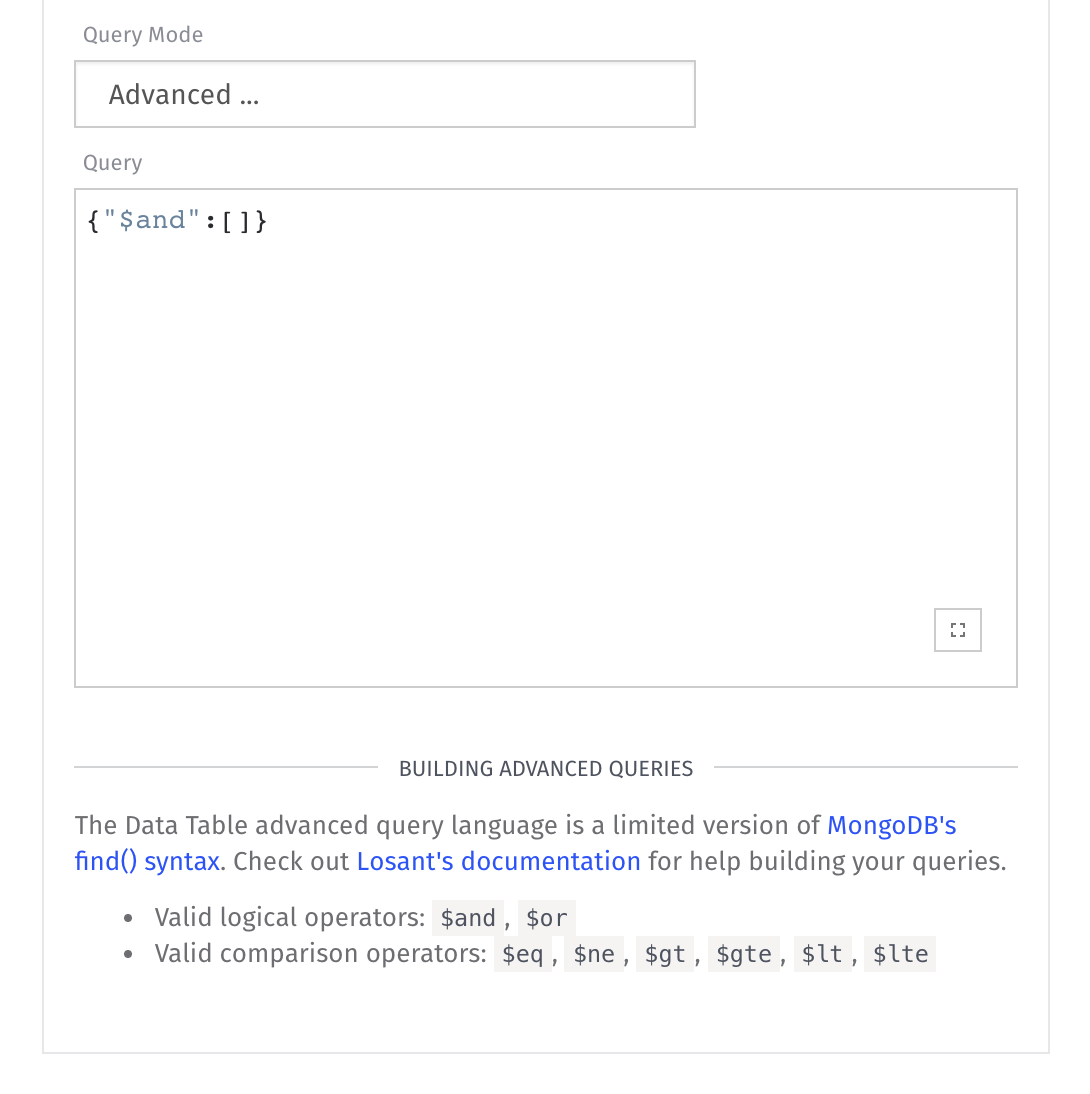 Query Mode
Advanced ...
Query
{"$and":[]}
BUILDING ADVANCED QUERIES
The Data Table advanced query language is a limited version of MongoDB's
find() syntax. Check out Losant's documentation for help building your queries.
• Valid logical operators: $and, $or
• Valid comparison operators: $eq, $ne, $gt, $gte, $lt, $lte